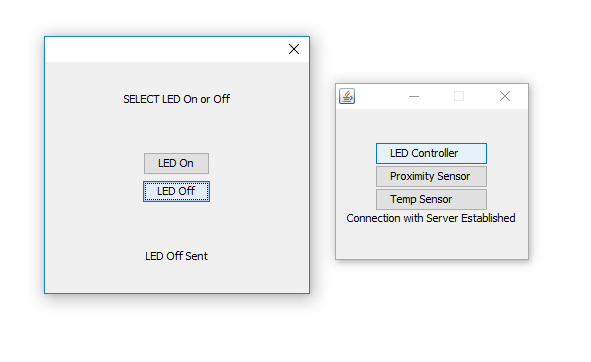 SELECT LED On or Off
LED On
LED Off
LED Off Sent
LED Controller
Proximity Sensor
Temp Sensor
Connection with Server Established